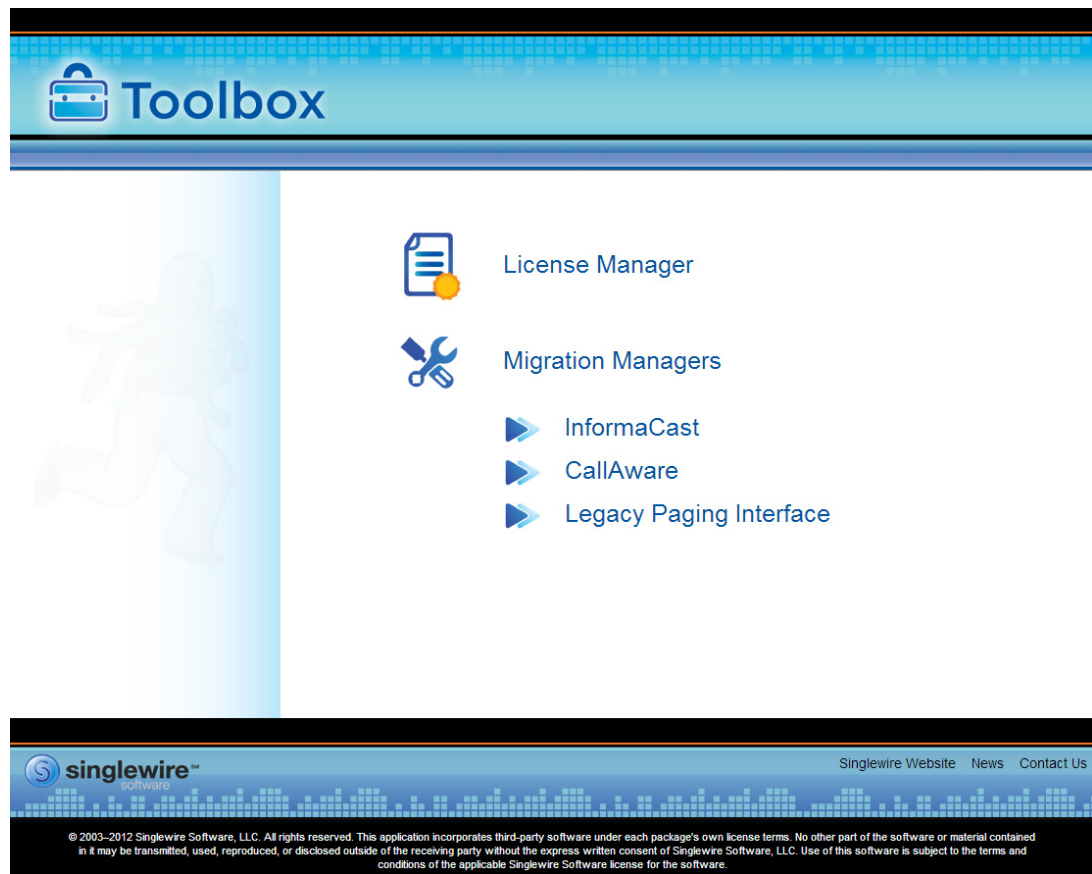 Toolbox
License Manager
Migration Managers
InformaCast
CallAware
Legacy Paging Interface
S singlewire℠
software
Singlewire Website News Contact Us
© 2003–2012 Singlewire Software, LLC. All rights reserved. This application incorporates third-party software under each package's own license terms. No other part of the software or material contained
in it may be transmitted, used, reproduced, or disclosed outside of the receiving party without the express written consent of Singlewire Software, LLC. Use of this software is subject to the terms and
conditions of the applicable Singlewire Software license for the software.